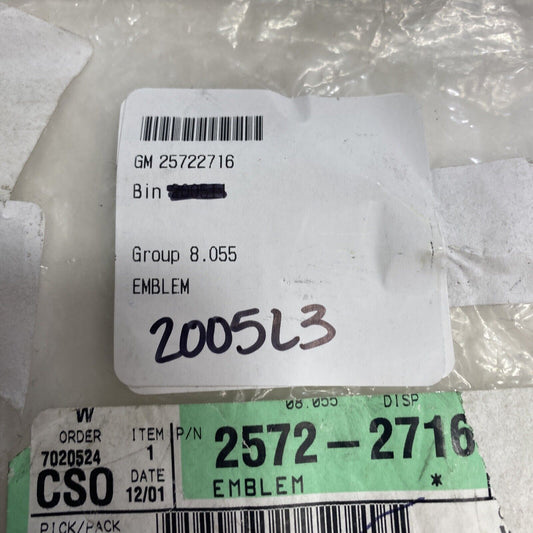 GM 25722716
Bin
Group 8.055
EMBLEM
2005L3
08.055 DISP
W
ORDER ITEM P/N 2572-2716
7020524 1
CSO DATE
12/01 EMBLEM *
PICK/PACK